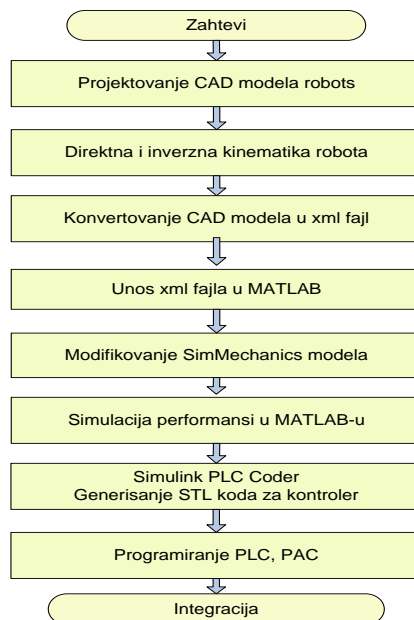 Zahtevi
Projektovanje CAD modela robots
Direktna i inverzna kinematika robota
Konvertovanje CAD modela u xml fajl
Unos xml fajla u MATLAB
Modifikovanje SimMechanics modela
Simulacija performansi u MATLAB-u
Simulink PLC Coder
Generisanje STL koda za kontroler
Programiranje PLC, PAC
Integracija